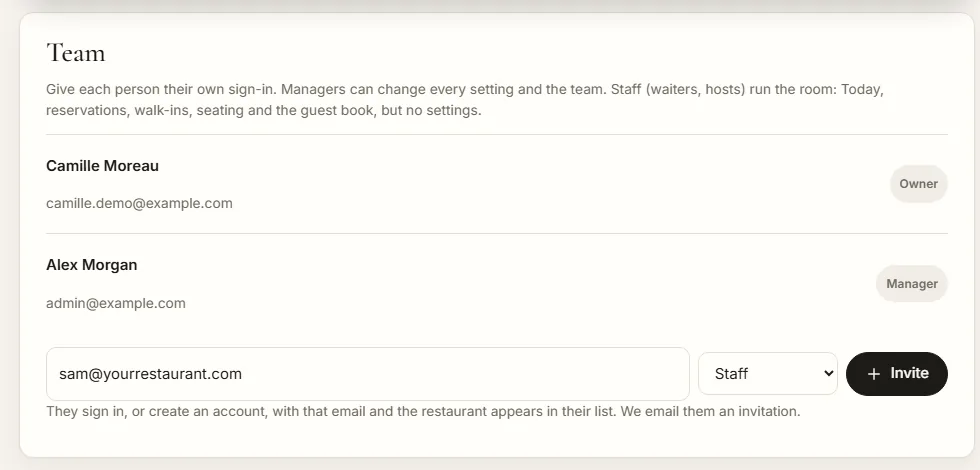 Team
Give each person their own sign-in. Managers can change every setting and the team. Staff (waiters, hosts) run the room: Today,
reservations, walk-ins, seating and the guest book, but no settings.
Camille Moreau
Owner
camille.demo@example.com
Alex Morgan
Manager
admin@example.com
sam@yourrestaurant.com Staff + Invite
They sign in, or create an account, with that email and the restaurant appears in their list. We email them an invitation.